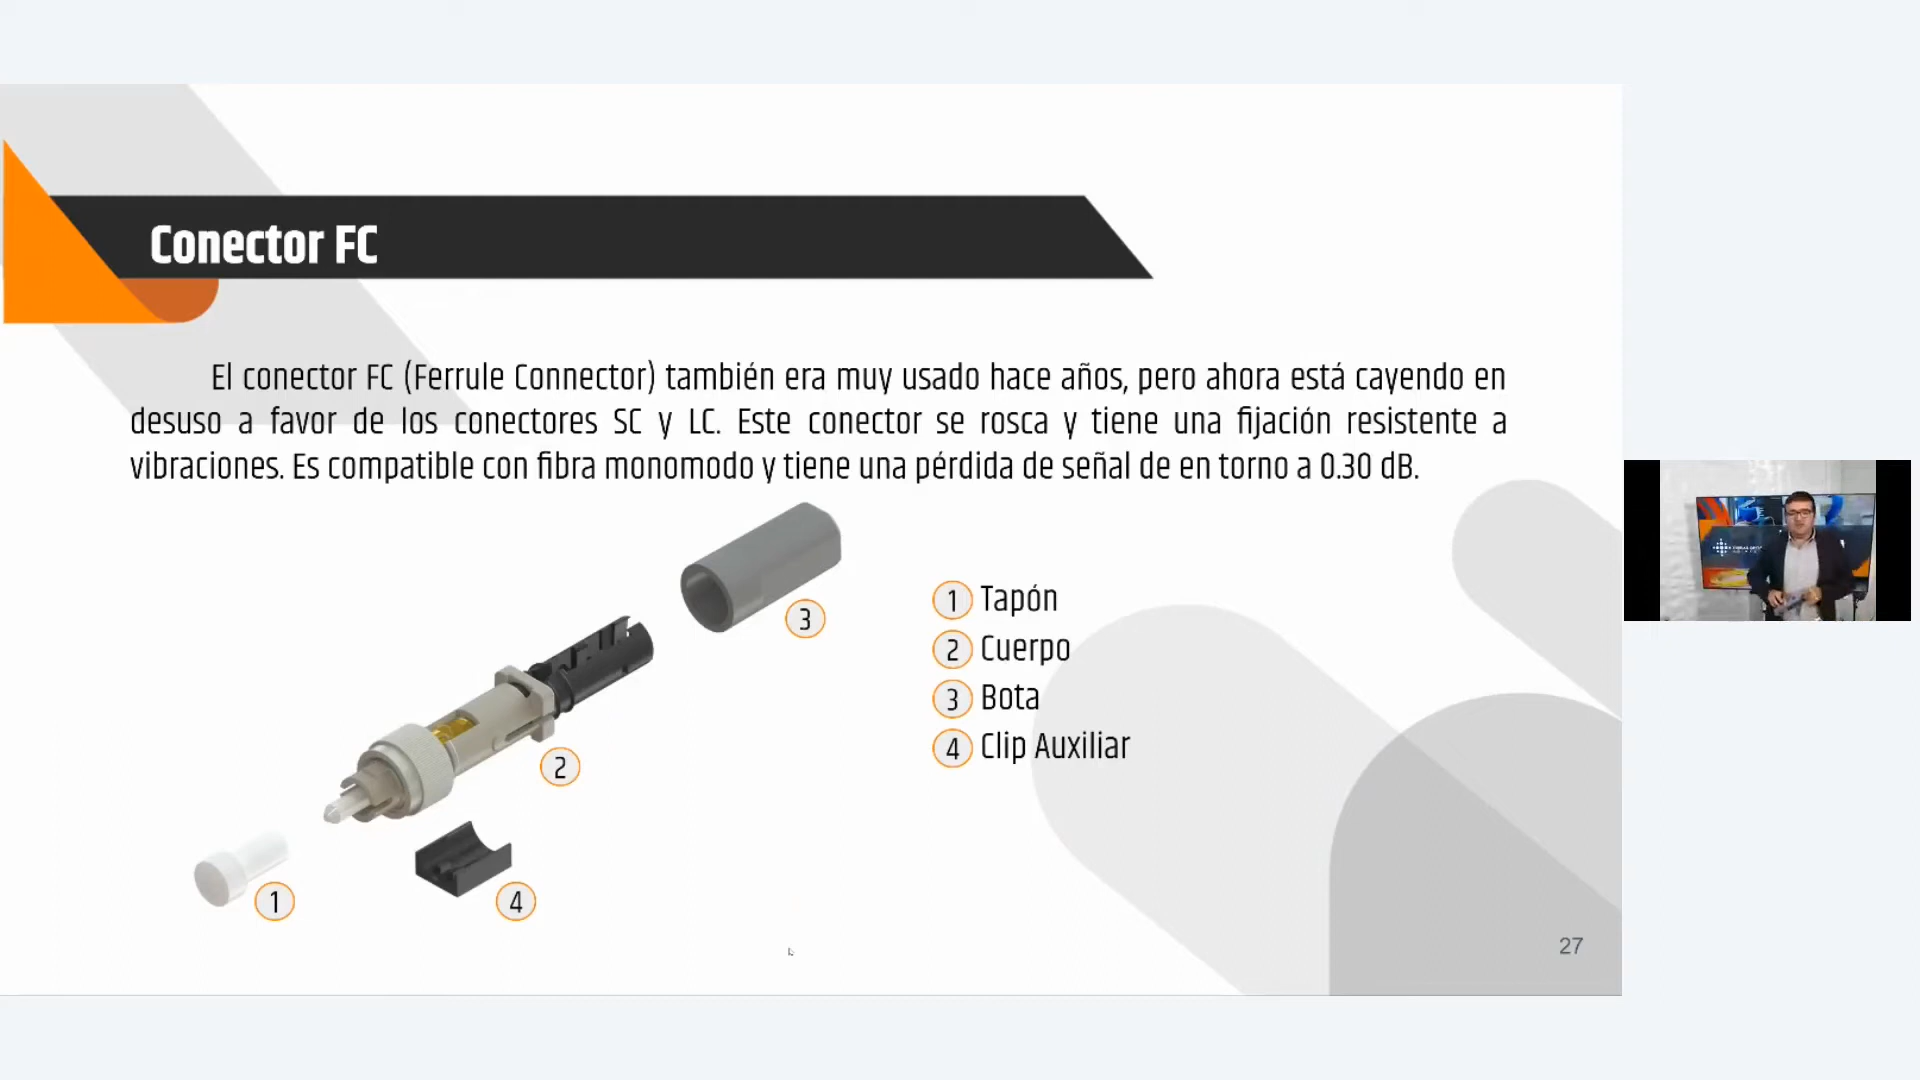 Conector FC
El conector FC (Ferrule Connector) también era muy usado hace años, pero ahora está cayendo en
desuso a favor de los conectores SC y LC. Este conector se rosca y tiene una fijación resistente a
vibraciones. Es compatible con fibra monomodo y tiene una pérdida de señal de en torno a 0.30 dB.
3
1 Tapón
2 Cuerpo
3 Bota
4 Clip Auxiliar
2
1
4
27